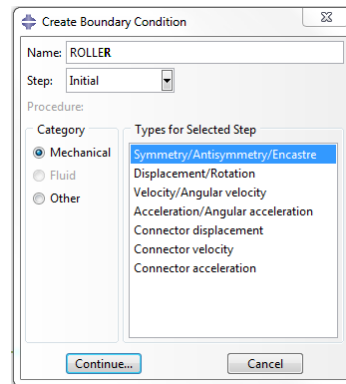 Create Boundary Condition
Name: ROLLER
Step: Initial
Procedure:
Category
Mechanical
Fluid
Other
Types for Selected Step
Symmetry/Antisymmetry/Encastre
Displacement/Rotation
Velocity/Angular velocity
Acceleration/Angular acceleration
Connector displacement
Connector velocity
Connector acceleration
Continue... Cancel